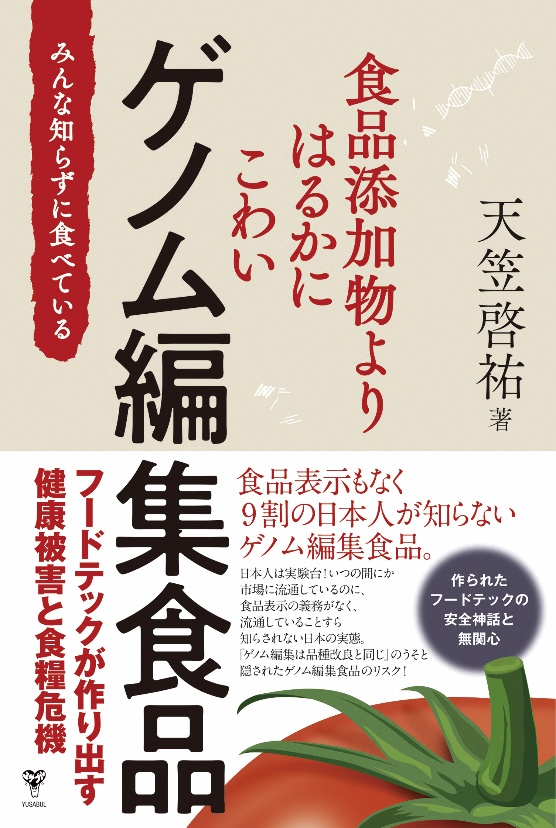 食品添加物より
はるかに
こわい
天笠啓祐 著
ゲノム編集食品
みんな知らずに食べている
食品表示もなく
９割の日本人が知らない
ゲノム編集食品。
日本人は実験台！いつの間にか
市場に流通しているのに、
食品表示の義務がなく、
流通していることすら
知らされない日本の実態。
「ゲノム編集は品種改良と同じ」のうそと
隠されたゲノム編集食品のリスク！
作られた
フードテックの
安全神話と
無関心
フードテックが作り出す
健康被害と食糧危機
YUSABUL